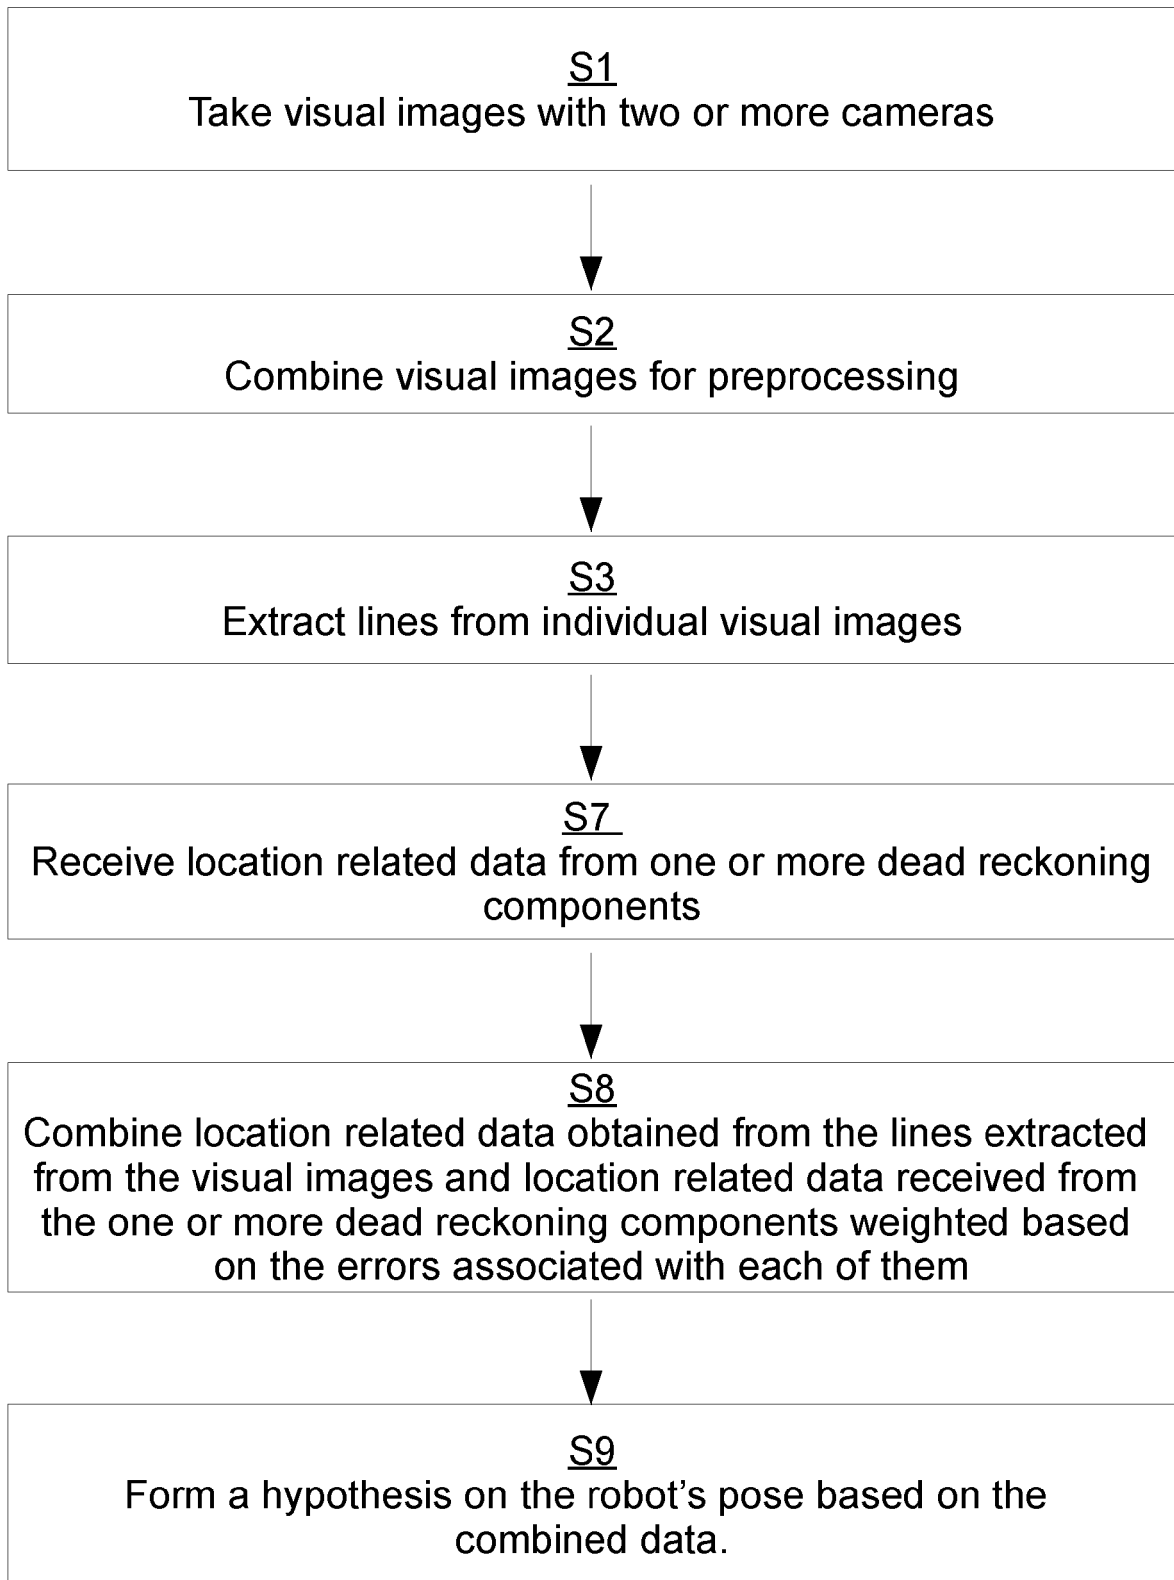 S1
Take visual images with two or more cameras
S2
Combine visual images for preprocessing
S3
Extract lines from individual visual images
S7
Receive location related data from one or more dead reckoning
components
S8
Combine location related data obtained from the lines extracted
from the visual images and location related data received from
the one or more dead reckoning components weighted based
on the errors associated with each of them
S9
Form a hypothesis on the robot’s pose based on the
combined data.